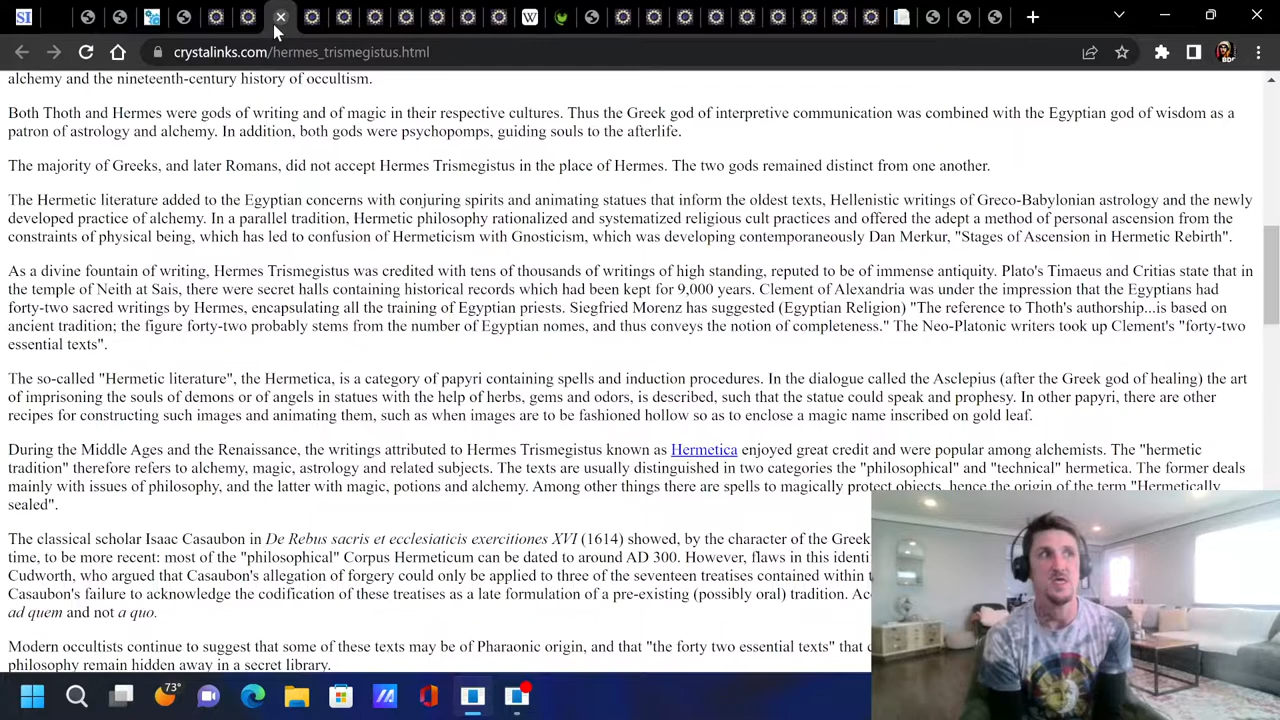 SI
W
crystalinks.com/hermes_trismegistus.html
BDF
alchemy and the nineteenth-century history of occultism.
Both Thoth and Hermes were gods of writing and of magic in their respective cultures. Thus the Greek god of interpretive communication was combined with the Egyptian god of wisdom as a
patron of astrology and alchemy. In addition, both gods were psychopomps, guiding souls to the afterlife.
The majority of Greeks, and later Romans, did not accept Hermes Trismegistus in the place of Hermes. The two gods remained distinct from one another.
The Hermetic literature added to the Egyptian concerns with conjuring spirits and animating statues that inform the oldest texts, Hellenistic writings of Greco-Babylonian astrology and the newly
developed practice of alchemy. In a parallel tradition, Hermetic philosophy rationalized and systematized religious cult practices and offered the adept a method of personal ascension from the
constraints of physical being, which has led to confusion of Hermeticism with Gnosticism, which was developing contemporaneously Dan Merkur, "Stages of Ascension in Hermetic Rebirth".
As a divine fountain of writing, Hermes Trismegistus was credited with tens of thousands of writings of high standing, reputed to be of immense antiquity. Plato's Timaeus and Critias state that in
the temple of Neith at Sais, there were secret halls containing historical records which had been kept for 9,000 years. Clement of Alexandria was under the impression that the Egyptians had
forty-two sacred writings by Hermes, encapsulating all the training of Egyptian priests. Siegfried Morenz has suggested (Egyptian Religion) "The reference to Thoth's authorship...is based on
ancient tradition; the figure forty-two probably stems from the number of Egyptian nomes, and thus conveys the notion of completeness." The Neo-Platonic writers took up Clement's "forty-two
essential texts".
The so-called "Hermetic literature", the Hermetica, is a category of papyri containing spells and induction procedures. In the dialogue called the Asclepius (after the Greek god of healing) the art
of imprisoning the souls of demons or of angels in statues with the help of herbs, gems and odors, is described, such that the statue could speak and prophesy. In other papyri, there are other
recipes for constructing such images and animating them, such as when images are to be fashioned hollow so as to enclose a magic name inscribed on gold leaf.
During the Middle Ages and the Renaissance, the writings attributed to Hermes Trismegistus known as Hermetica enjoyed great credit and were popular among alchemists. The "hermetic
tradition" therefore refers to alchemy, magic, astrology and related subjects. The texts are usually distinguished in two categories the "philosophical" and "technical" hermetica. The former deals
mainly with issues of philosophy, and the latter with magic, potions and alchemy. Among other things there are spells to magically protect objects, hence the origin of the term "Hermetically
sealed".
The classical scholar Isaac Casaubon in De Rebus sacris et ecclesiaticis exercitiones XVI (1614) showed, by the character of the Greek
time, to be more recent: most of the "philosophical" Corpus Hermeticum can be dated to around AD 300. However, flaws in this identi
Cudworth, who argued that Casaubon's allegation of forgery could only be applied to three of the seventeen treatises contained within
Casaubon's failure to acknowledge the codification of these treatises as a late formulation of a pre-existing (possibly oral) tradition.
ad quem and not a quo.
Modern occultists continue to suggest that some of these texts may be of Pharaonic origin, and that "the forty two essential texts" that
philosophy remain hidden away in a secret library.
73°